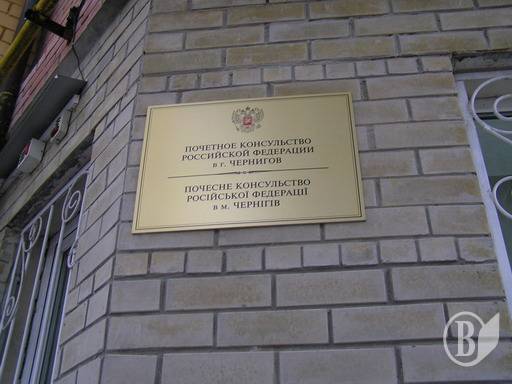 ПОЧЕТНОЕ КОНСУЛЬСТВО
РОССИЙСКОЙ ФЕДЕРАЦИИ
В Г. ЧЕРНИГОВ
ПОЧЕСНЕ КОНСУЛЬСТВО
РОСІЙСЬКОЇ ФЕДЕРАЦІЇ
В М. ЧЕРНІГІВ
В